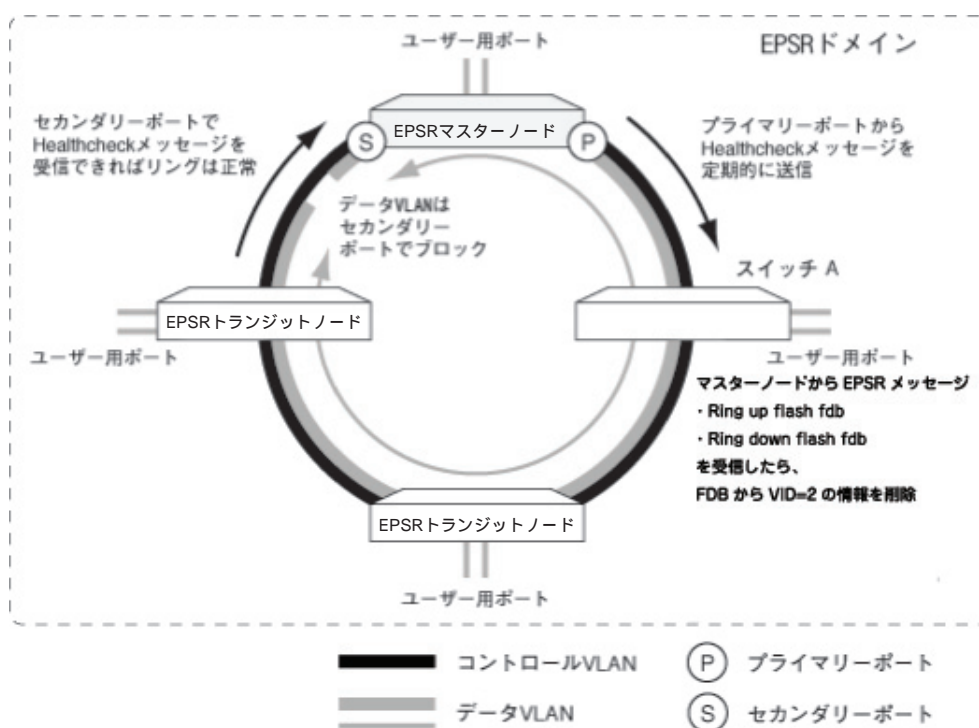 ユーザー用ポート
EPSRドメイン
セカンダリーポートで
Healthcheckメッセージを
受信できればリングは正常
S
EPSRマスターノード
P
プライマリーポートから
Healthcheckメッセージを
定期的に送信
データVLANは
セカンダリー
ポートでブロック
スイッチ A
EPSRトランジットノード
ユーザー用ポート
ユーザー用ポート
マスターノードから EPSR メッセージ
・Ring up flash fdb
・Ring down flash fdb
を受信したら、
FDB から VID=2 の情報を削除
EPSRトランジットノード
ユーザー用ポート
コントロールVLAN
P プライマリーポート
データVLAN
S セカンダリーポート